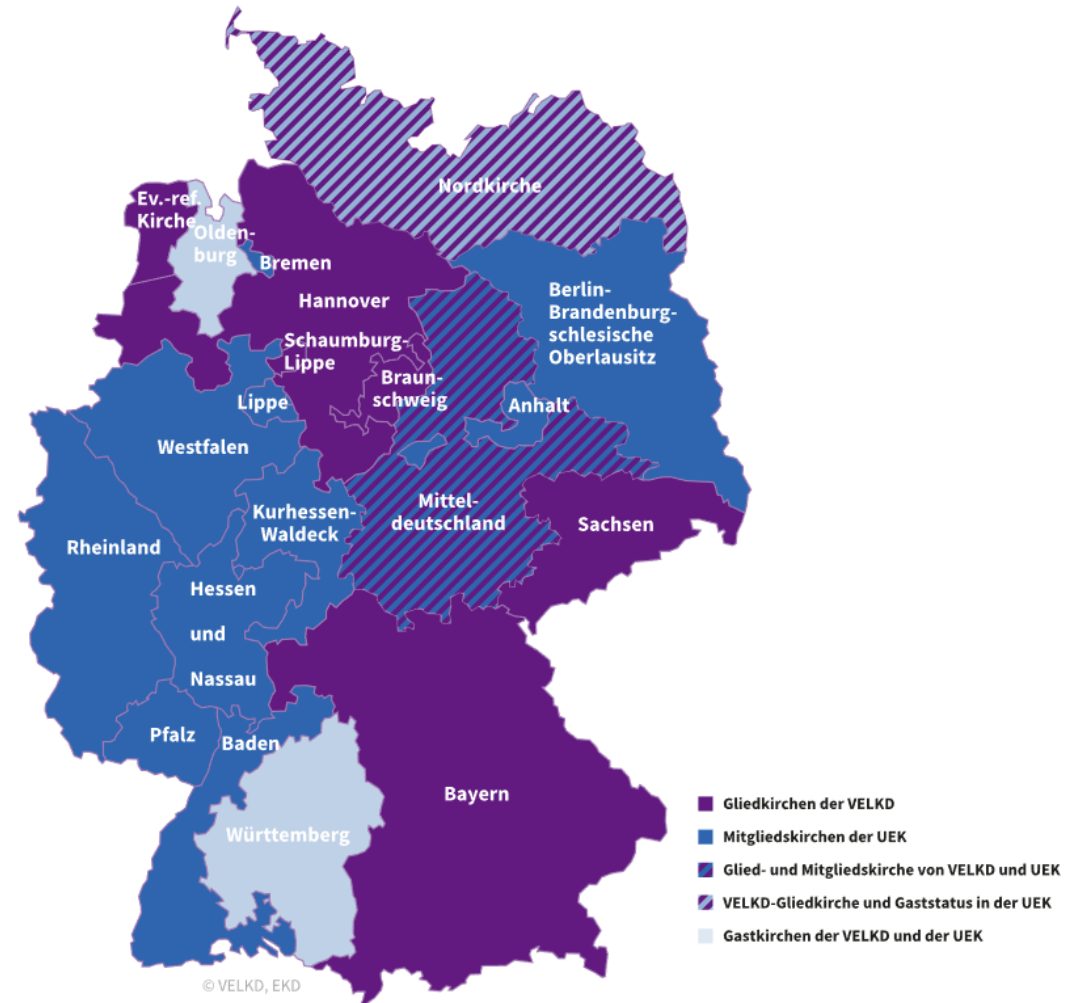 Nordkirche
Ev.-ref.
Kirche
Olden-
burg
Bremen
Hannover
Berlin-
Brandenburg-
schlesische
Oberlausitz
Schaumburg-
Lippe
Braun-
schweig
Lippe
Anhalt
Westfalen
Mittel-
deutschland
Kurhessen-
Waldeck
Sachsen
Rheinland
Hessen
und
Nassau
Pfalz
Baden
Bayern
Württemberg
Gliedkirchen der VELKD
Mitgliedskirchen der UEK
Glied- und Mitgliedskirche von VELKD und UEK
VELKD-Gliedkirche und Gaststatus in der UEK
Gastkirchen der VELKD und der UEK
© VELKD, EKD